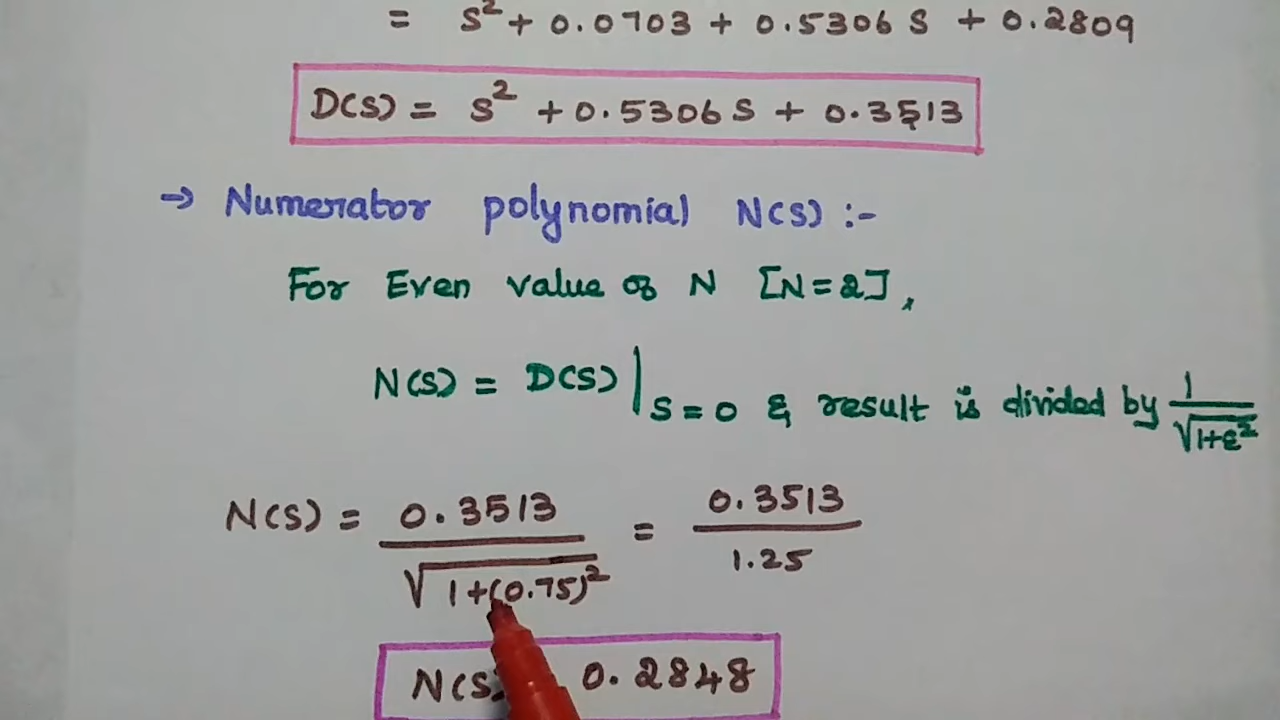 = S² + 0.0703 + 0.5306 S + 0.2809
D(S) = S² + 0.5306 S + 0.3513
→ Numerator polynomial N(S) :-
For Even value of N [N=2],
N(S) = D(S) |S=0 & result is divided by 1/√1+ε²
N(S) = 0.3513/√1+(0.75)² = 0.3513/1.25
N(S) 0.2848